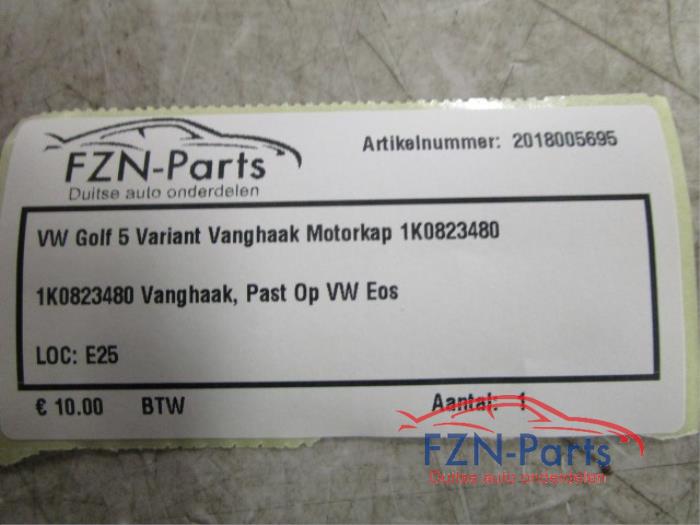 FZN-Parts
Duitse auto onderdelen
Artikelnummer: 2018005695
VW Golf 5 Variant Vanghaak Motorkap 1K0823480
1K0823480 Vanghaak, Past Op VW Eos
LOC: E25
€ 10.00 BTW Aantal: 1
FZN-Parts
Duitse auto onderdelen